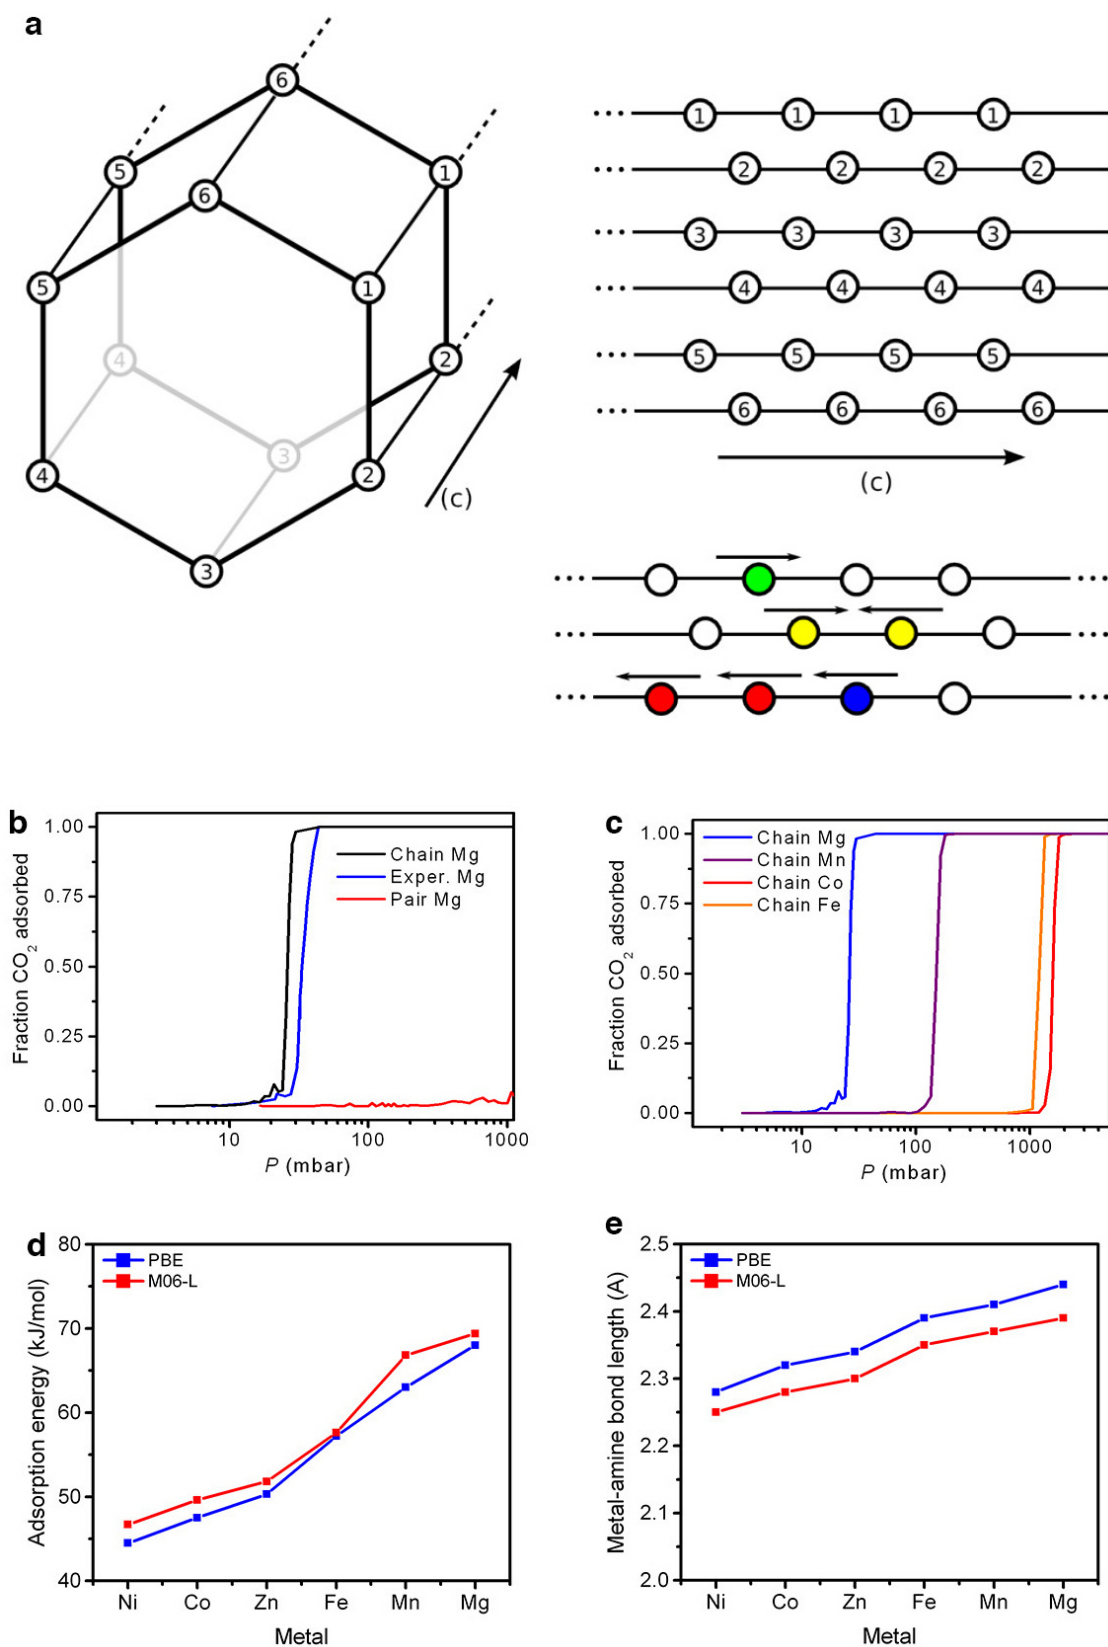 a
6
5
1
6
5
1
4
2
3
4
2
3
(c)
··· 1 1 1 1
2 2 2 2
··· 3 3 3 3
··· 4 4 4 4
··· 5 5 5 5
··· 6 6 6 6
(c)
··· ···
··· ···
··· ···
b
1.00
0.75
0.50
0.25
0.00
Fraction CO2 adsorbed
Chain Mg
Exper. Mg
Pair Mg
10 100 1000
P (mbar)
c
1.00
0.75
0.50
0.25
0.00
Fraction CO2 adsorbed
Chain Mg
Chain Mn
Chain Co
Chain Fe
10 100 1000
P (mbar)
d
80
70
60
50
40
Adsorption energy (kJ/mol)
PBE
M06-L
Ni Co Zn Fe Mn Mg
Metal
e
2.5
2.4
2.3
2.2
2.1
2.0
Metal-amine bond length (A)
PBE
M06-L
Ni Co Zn Fe Mn Mg
Metal